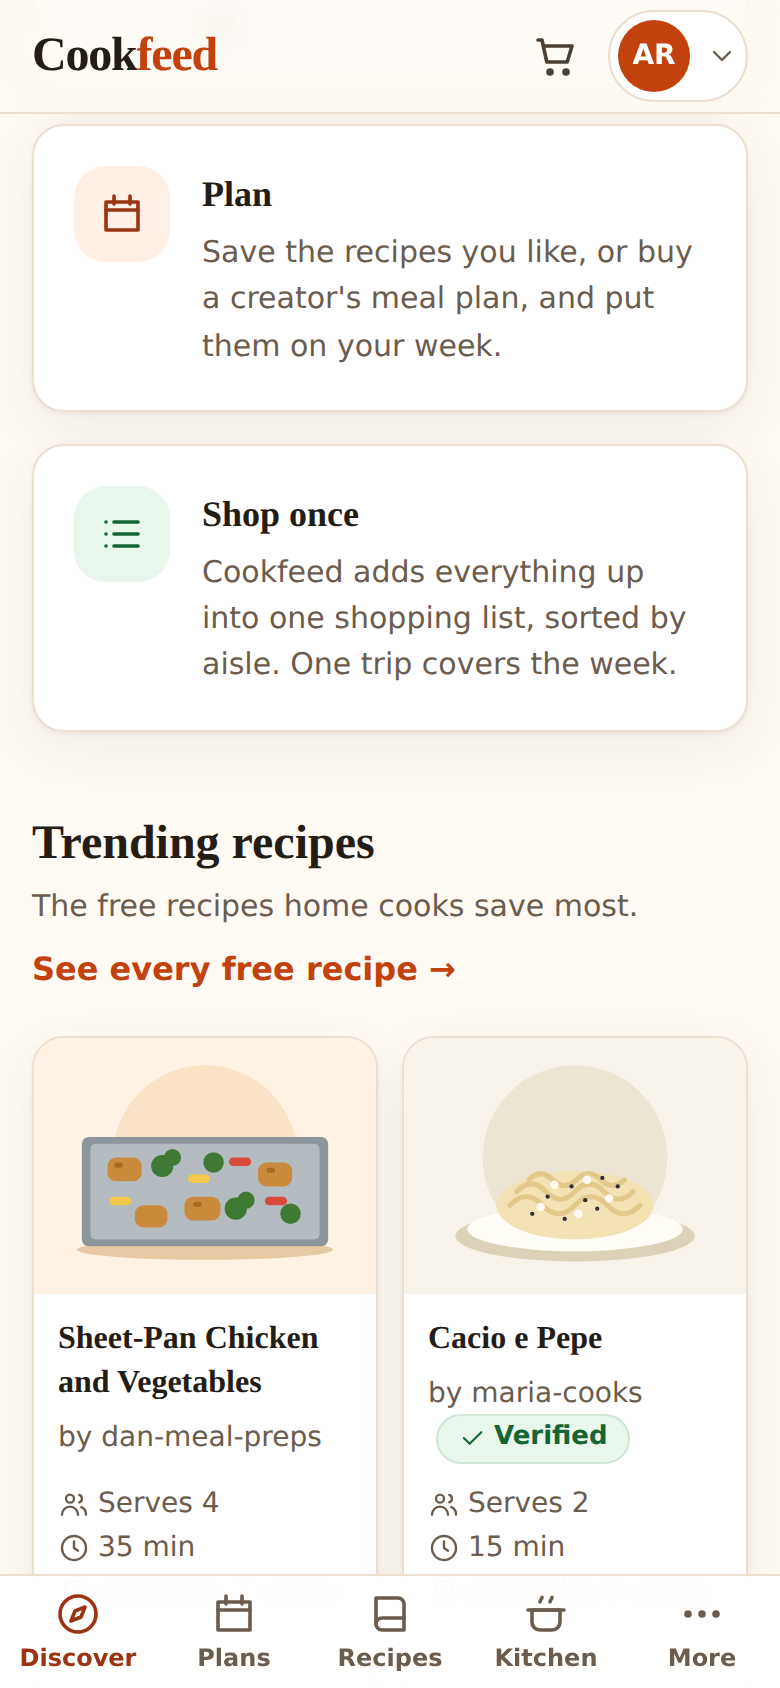 Cookfeed
AR
Plan
Save the recipes you like, or buy
a creator's meal plan, and put
them on your week.
Shop once
Cookfeed adds everything up
into one shopping list, sorted by
aisle. One trip covers the week.
Trending recipes
The free recipes home cooks save most.
See every free recipe →
Sheet-Pan Chicken
and Vegetables
by dan-meal-preps
Serves 4
35 min
Cacio e Pepe
by maria-cooks
Verified
Serves 2
15 min
Discover
Plans
Recipes
Kitchen
More